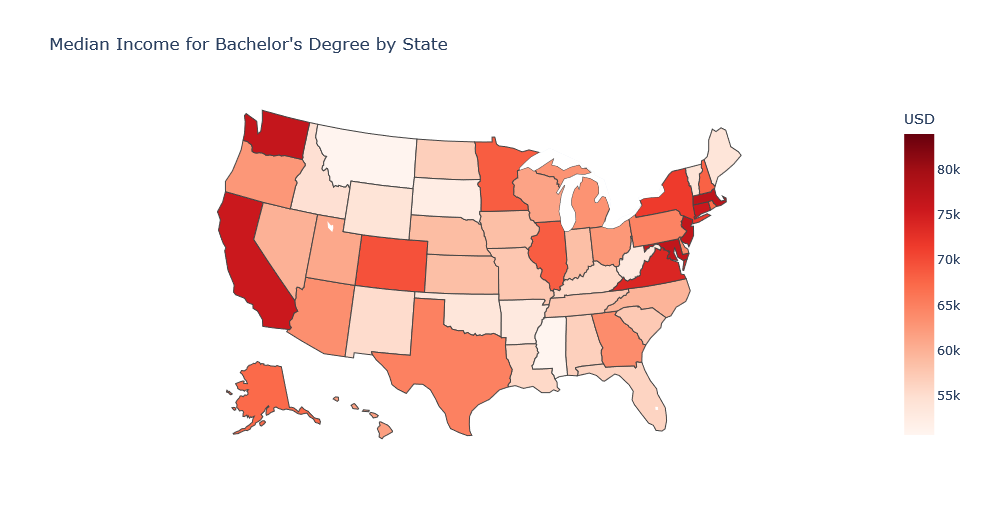 Median Income for Bachelor's Degree by State
USD
80k
75k
70k
65k
60k
55k